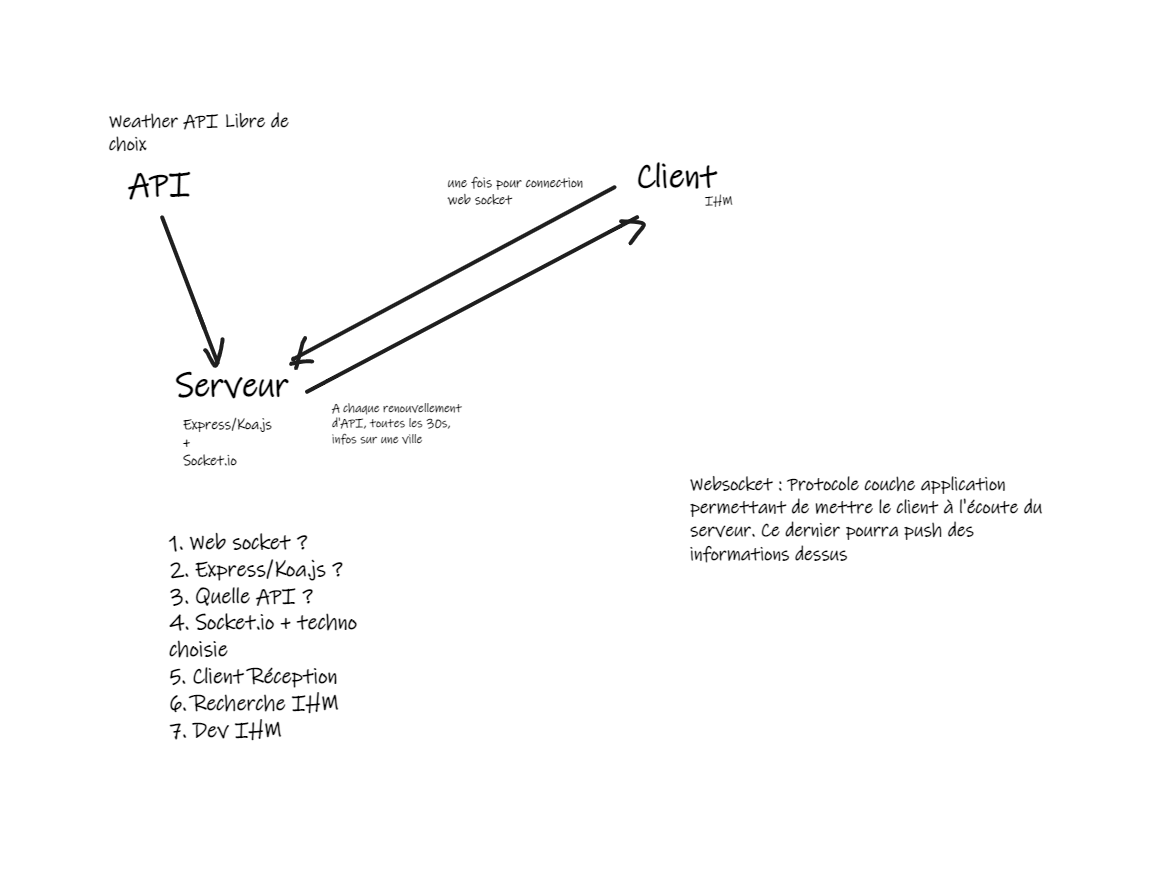 Weather API Libre de
choix
API
Client
IHM
une fois pour connection
web socket
Serveur
Express/Koa.js
+
Socket.io
A chaque renouvellement
d'API, toutes les 30s,
infos sur une ville
Websocket : Protocole couche application
permettant de mettre le client à l'écoute du
serveur. Ce dernier pourra push des
informations dessus
1. Web socket ?
2. Express/Koa.js ?
3. Quelle API ?
4. Socket.io + techno
choisie
5. Client Réception
6. Recherche IHM
7. Dev IHM